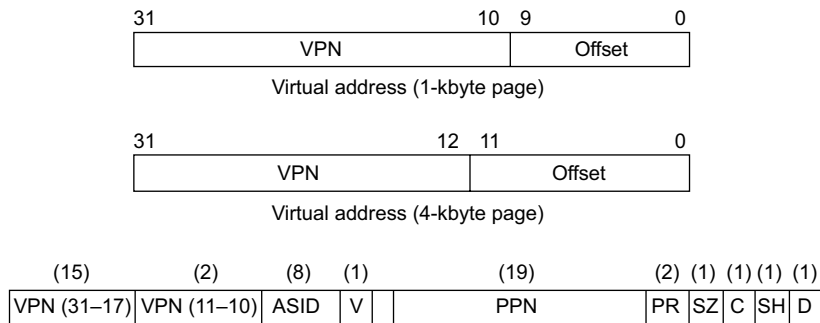 31 10 9 0
VPN Offset
Virtual address (1-kbyte page)
31 12 11 0
VPN Offset
Virtual address (4-kbyte page)
(15) (2) (8) (1) (19) (2) (1) (1) (1) (1)
VPN (31–17) VPN (11–10) ASID V PPN PR SZ C SH D